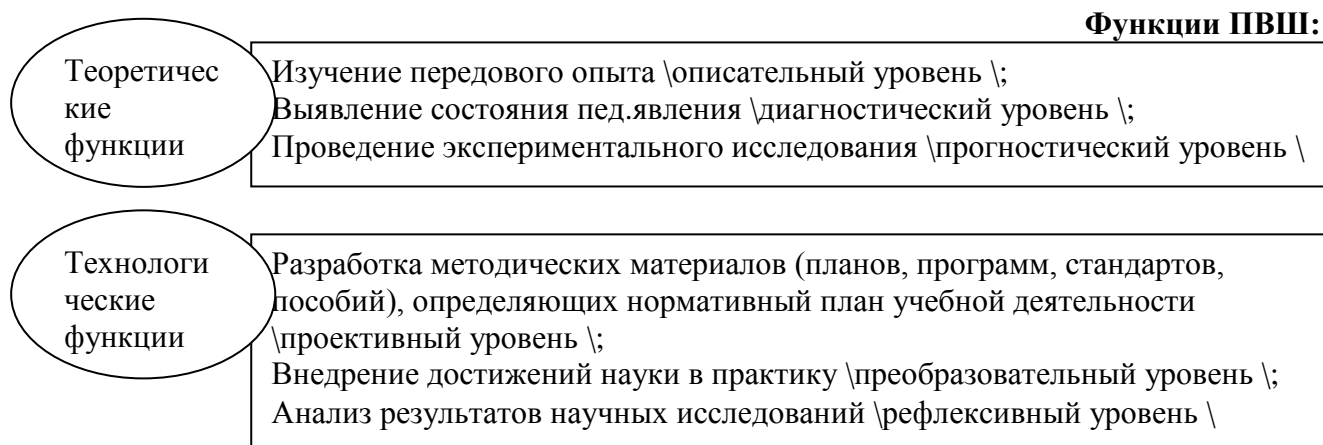 Функции ПВШ:
Теоретичес
кие
функции
Изучение передового опыта \описательный уровень \;
Выявление состояния пед.явления \диагностический уровень \;
Проведение экспериментального исследования \прогностический уровень \
Технологи
ческие
функции
Разработка методических материалов (планов, программ, стандартов,
пособий), определяющих нормативный план учебной деятельности
\проективный уровень \;
Внедрение достижений науки в практику \преобразовательный уровень \;
Анализ результатов научных исследований \рефлексивный уровень \